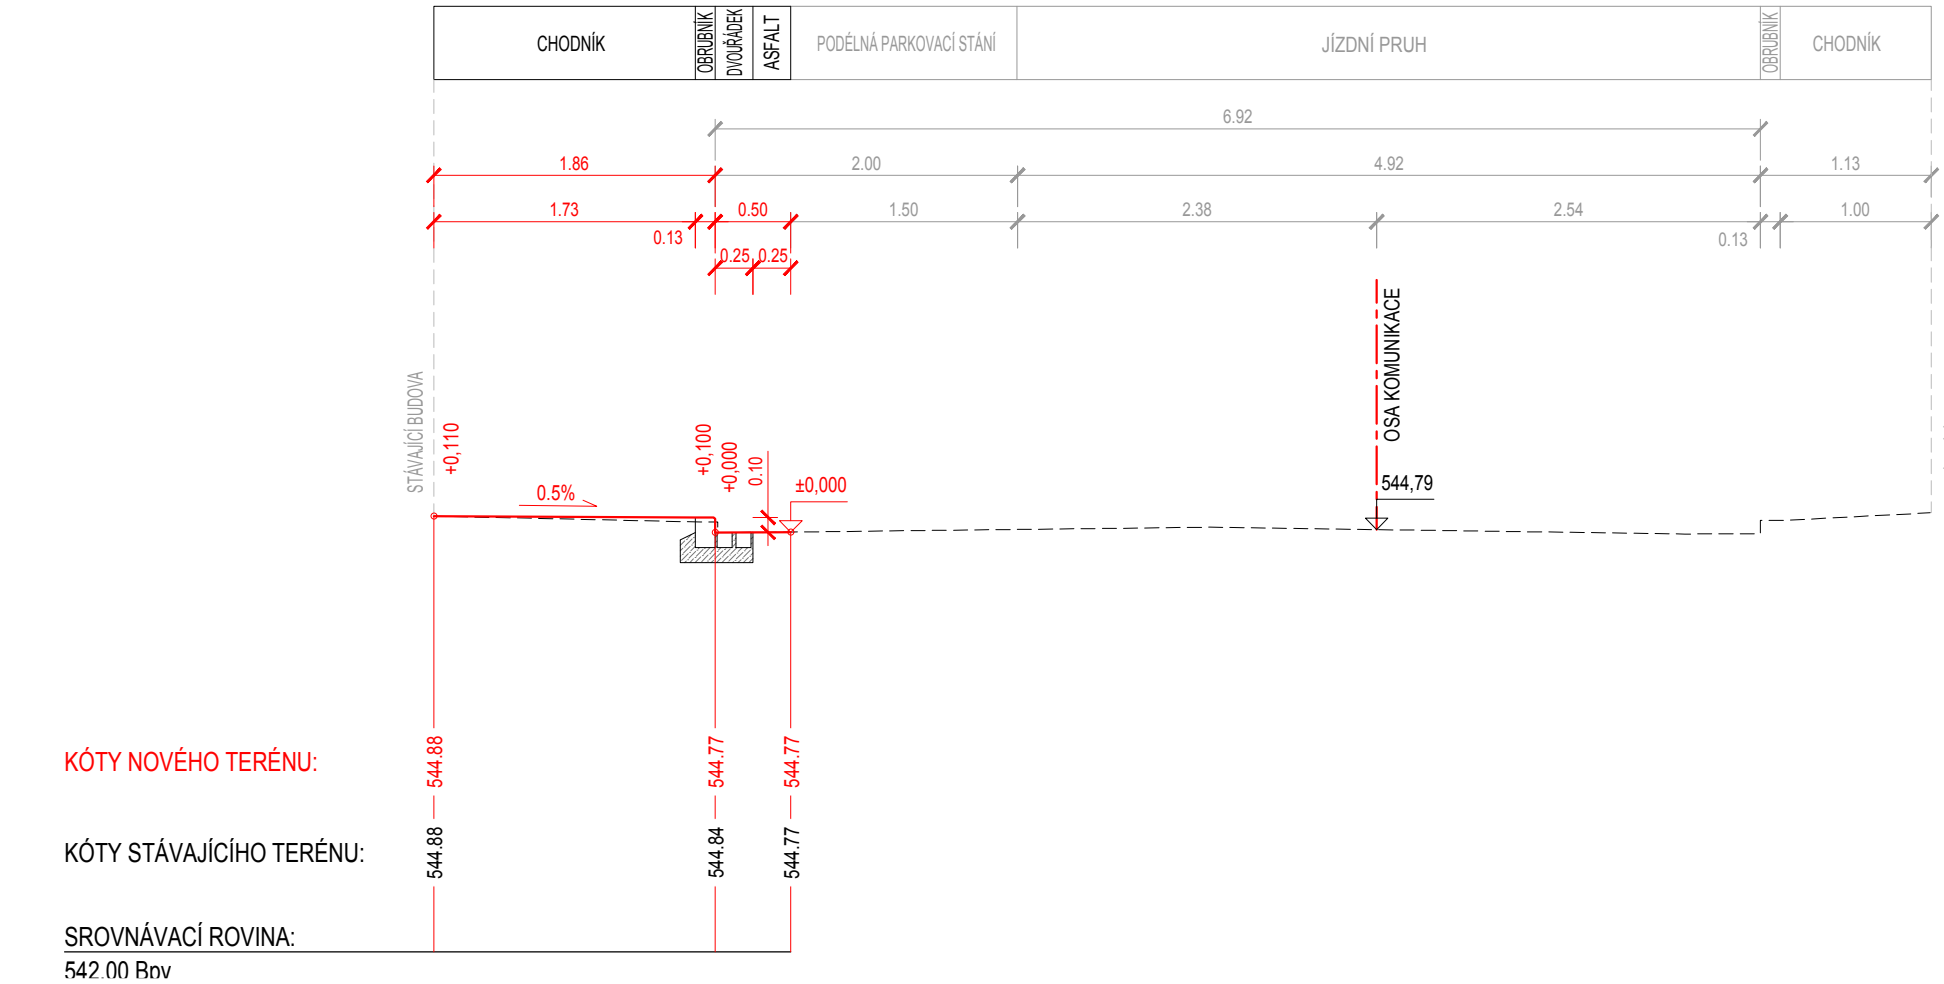 CHODNÍK
OBRUBNÍK
DVOUŘÁDEK
ASFALT
PODÉLNÁ PARKOVACÍ STÁNÍ
JÍZDNÍ PRUH
OBRUBNÍK
CHODNÍK
6.92
1.86
2.00
4.92
1.13
1.73
0.50
1.50
2.38
2.54
1.00
0.13
0.13
0.25
0.25
STÁVAJÍCÍ BUDOVA
+0,110
0.5%
+0,100
+0,000
0.10
±0,000
OSA KOMUNIKACE
544,79
KÓTY NOVÉHO TERÉNU:
544.88
544.77
544.77
KÓTY STÁVAJÍCÍHO TERÉNU:
544.88
544.84
544.77
SROVNÁVACÍ ROVINA:
542.00 Bpv